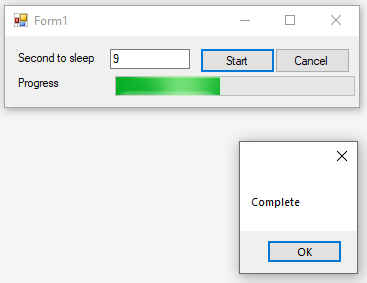 Form1
Second to sleep 9 Start Cancel
Progress
Complete
OK